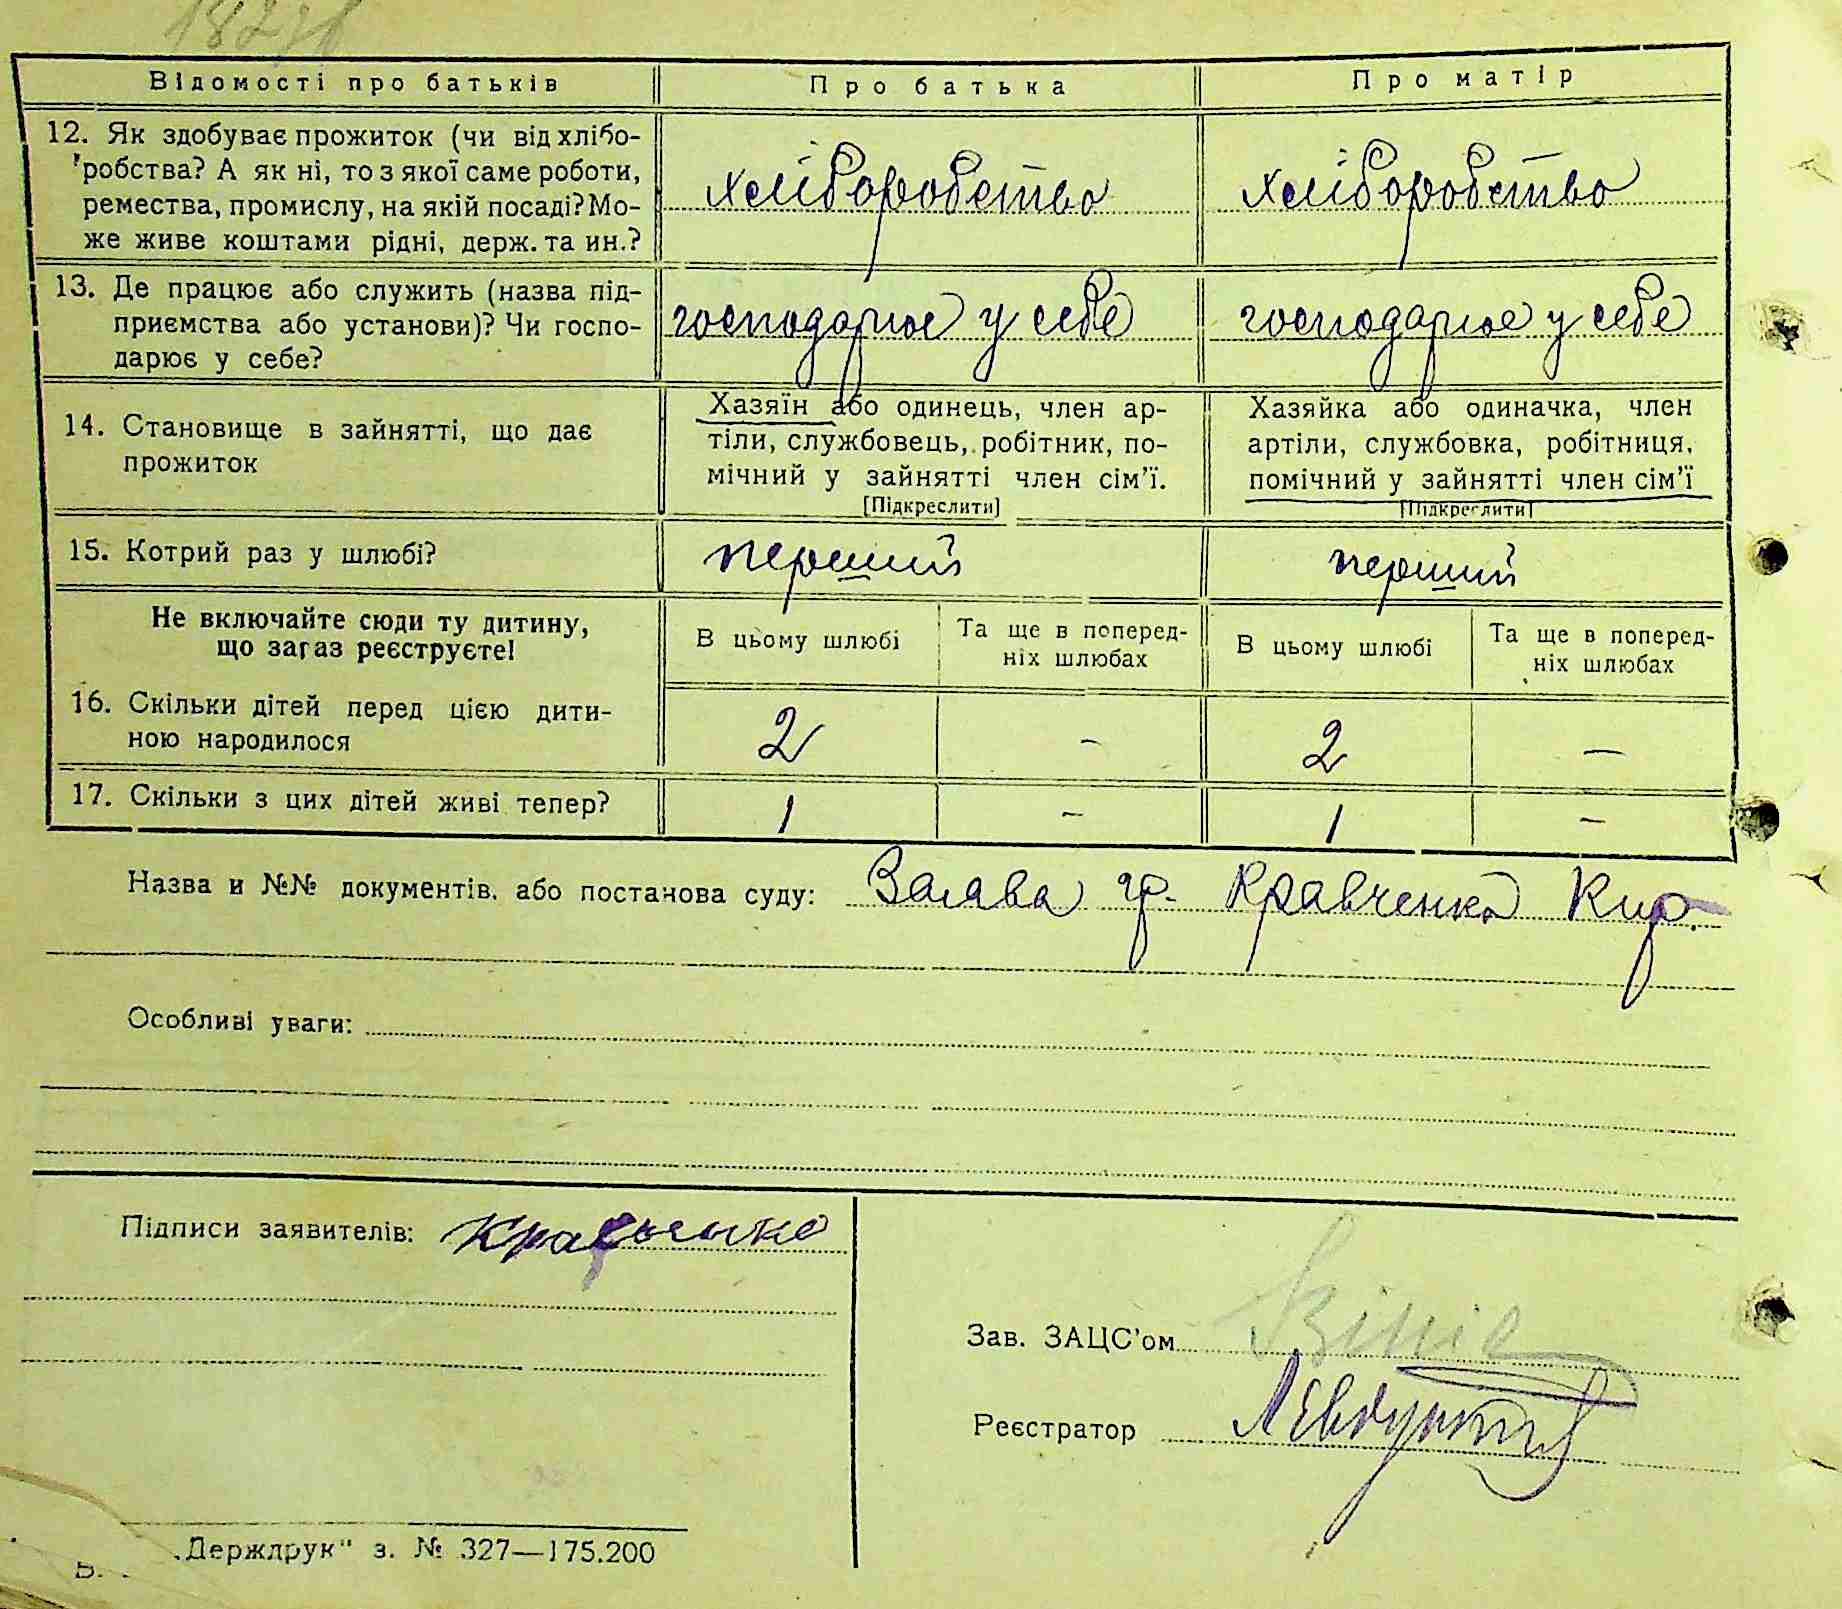 Відомості про батьків Про батька Про матір
12. Як здобуває прожиток (чи від хлібо-
робства? А як ні, то з якої саме роботи,
ремества, промислу, на якій посаді? Мо-
же живе коштами рідні, держ. та ин.?
хліборобство хліборобство
13. Де працює або служить (назва під-
приємства або установи)? Чи госпо-
дарює у себе?
господарює у себе господарює у себе
14. Становище в зайнятті, що дає
прожиток
Хазяїн або одинець, член ар-
тіли, службовець, робітник, по-
мічний у зайнятті член сім'ї.
[Підкреслити]
Хазяйка або одиначка, член
артіли, службовка, робітниця,
помічний у зайнятті член сім'ї
[Підкреслити]
15. Котрий раз у шлюбі? перший перший
Не включайте сюди ту дитину,
що зараз реєструєте!
В цьому шлюбі Та ще в поперед-
ніх шлюбах В цьому шлюбі Та ще в поперед-
ніх шлюбах
16. Скільки дітей перед цією дити-
ною народилося
2 – 2 –
17. Скільки з цих дітей живі тепер? 1 – 1 –
Назва и №№ документів, або постанова суду: Заява гр. Кравченка Кир.
Особливі уваги:
Підписи заявителів: Кравченко
Зав. ЗАЦС'ом
Реєстратор
„Держдрук" з. № 327—175.200